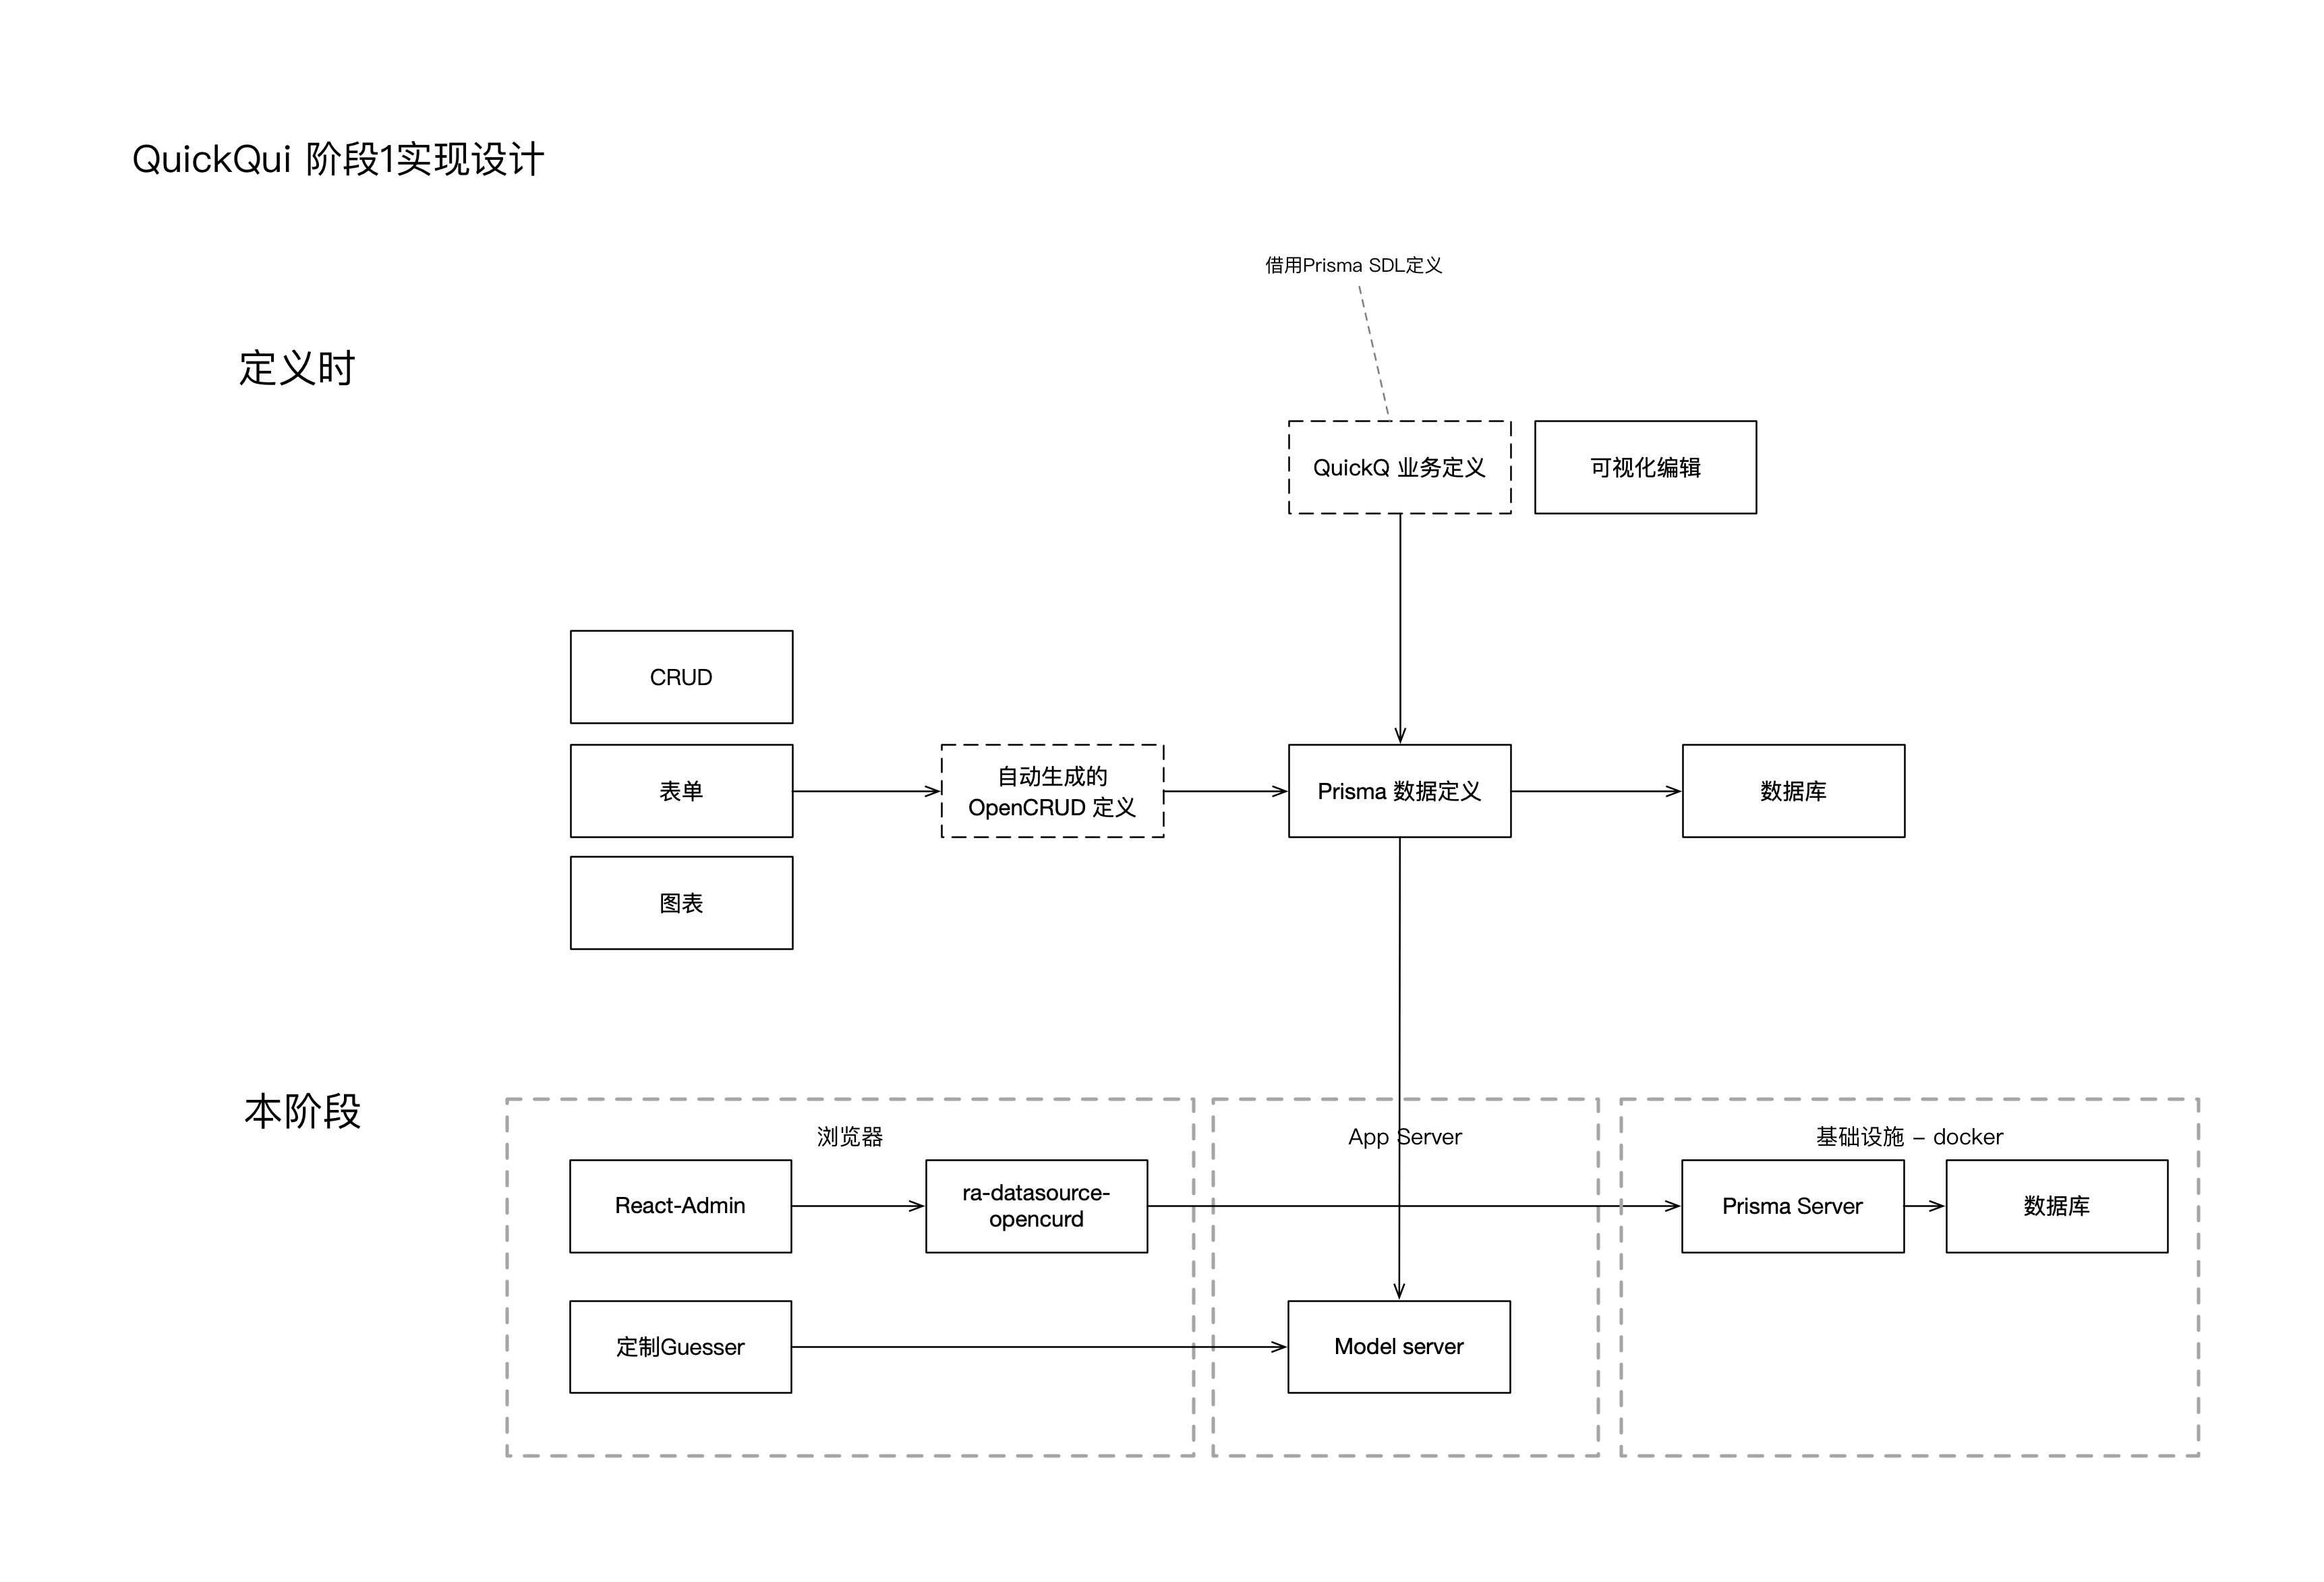 QuickQui 阶段1实现设计
借用Prisma SDL定义
定义时
QuickQ 业务定义
可视化编辑
CRUD
表单
自动生成的
OpenCRUD 定义
Prisma 数据定义
数据库
图表
本阶段
浏览器
App Server
基础设施 – docker
React-Admin
ra-datasource-
opencurd
Prisma Server
数据库
定制Guesser
Model server